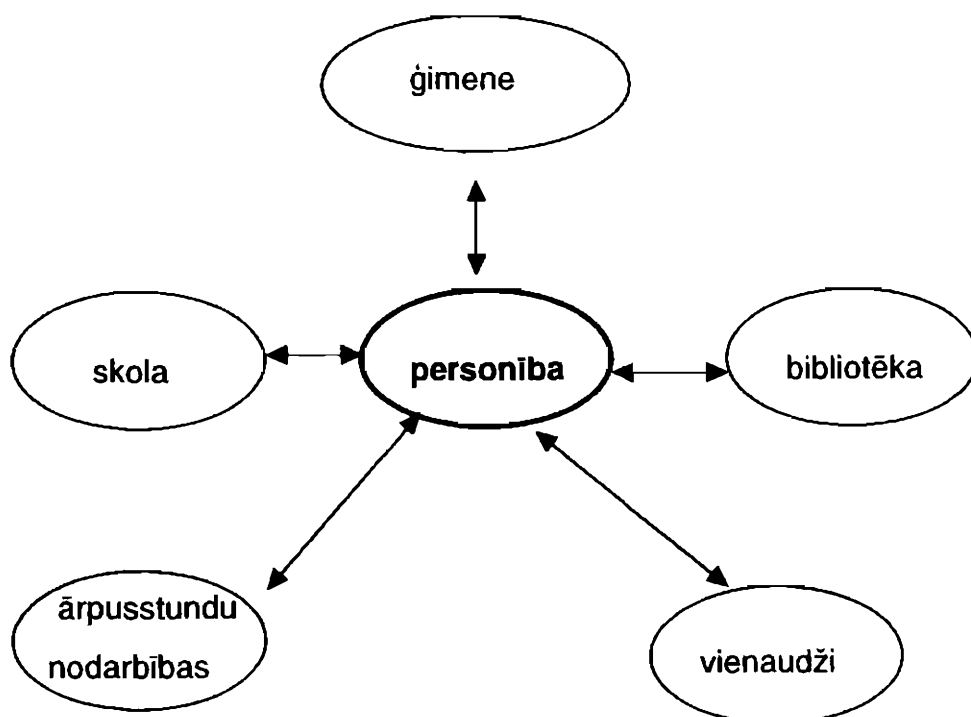 ģimene
skola
personība
bibliotēka
ārpusstundu
nodarbības
vienaudži